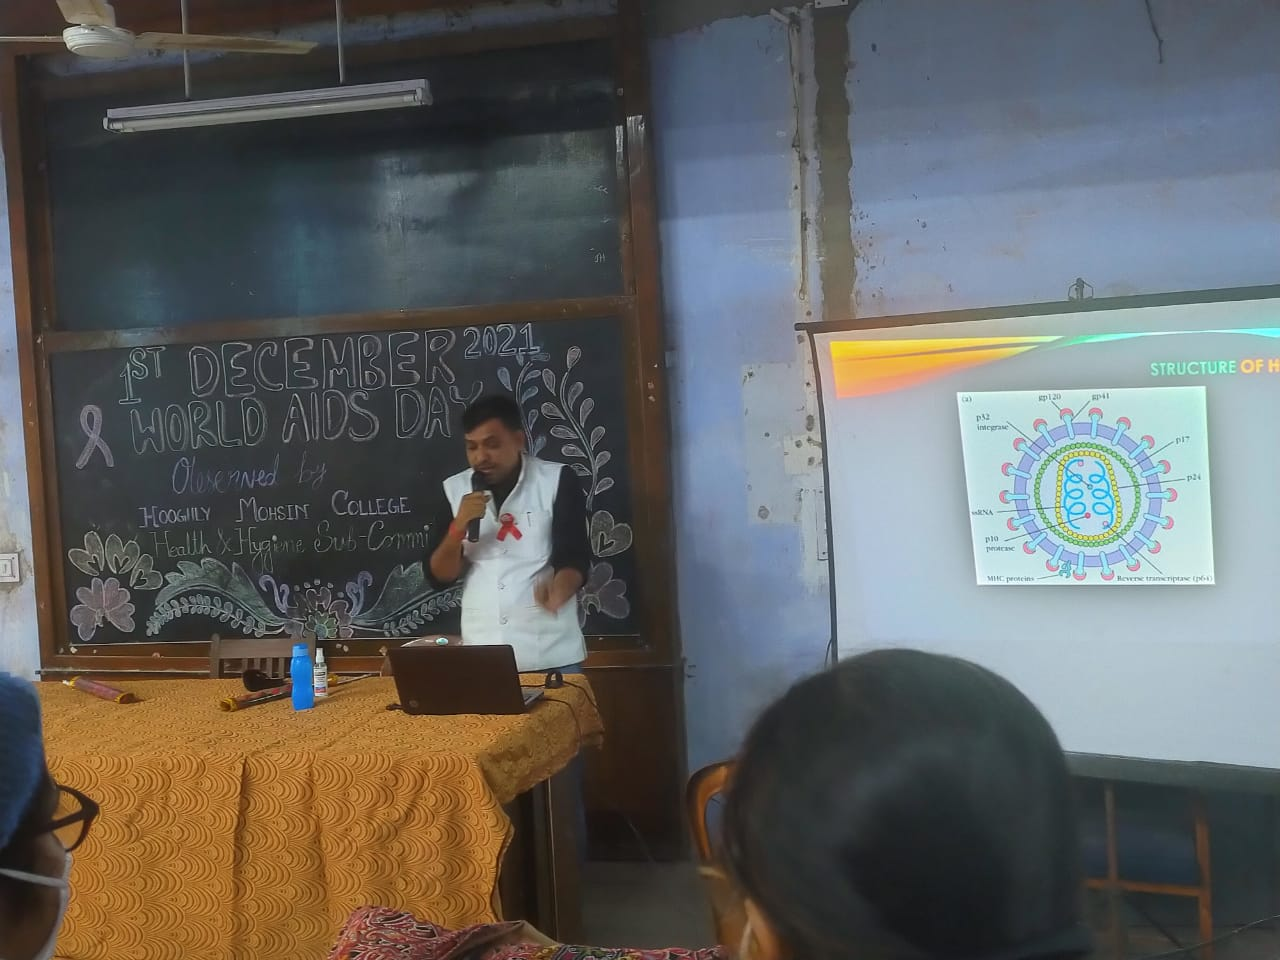 1ST DECEMBER 2021
WORLD AIDS DAY
Observed by
HOOGHLY MOHSIN COLLEGE
Health & Hygiene Sub-Commi
STRUCTURE OF H
(a)
gp120
gp41
p32
integrase
p17
p24
ssRNA
p10
protease
MHC proteins
Reverse transcriptase (p64)